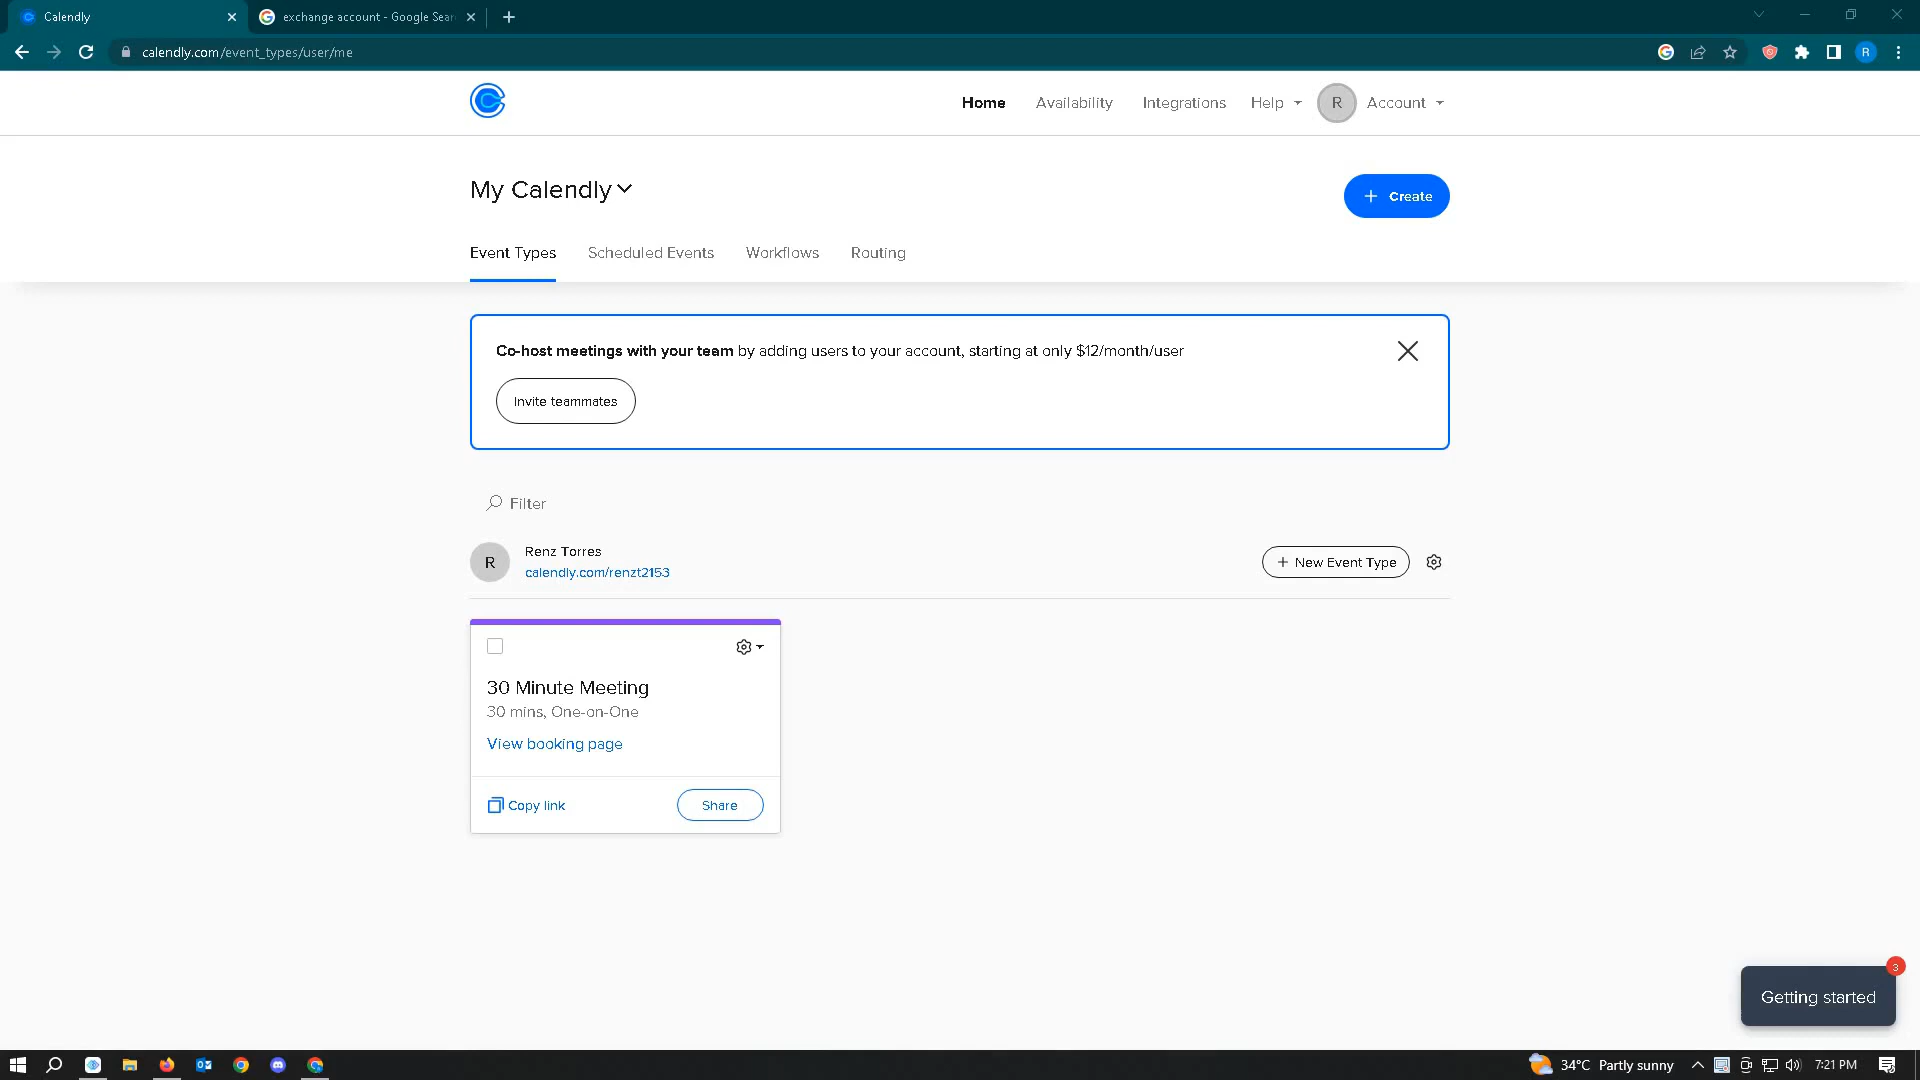 Calendly
exchange account - Google Sear
calendly.com/event_types/user/me
R
Home
Availability
Integrations
Help
R
Account
My Calendly
+ Create
Event Types
Scheduled Events
Workflows
Routing
Co-host meetings with your team by adding users to your account, starting at only $12/month/user
Invite teammates
Filter
R
Renz Torres
calendly.com/renzt2153
+ New Event Type
30 Minute Meeting
30 mins, One-on-One
View booking page
Copy link
Share
3
Getting started
34°C Partly sunny
7:21 PM